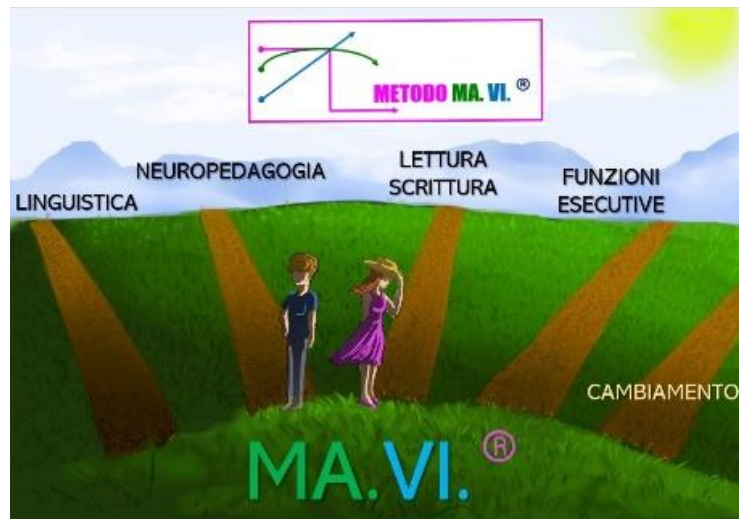 METODO MA. VI. ®
NEUROPEDAGOGIA
LETTURA
SCRITTURA
FUNZIONI
ESECUTIVE
LINGUISTICA
CAMBIAMENTO
MA.VI.®